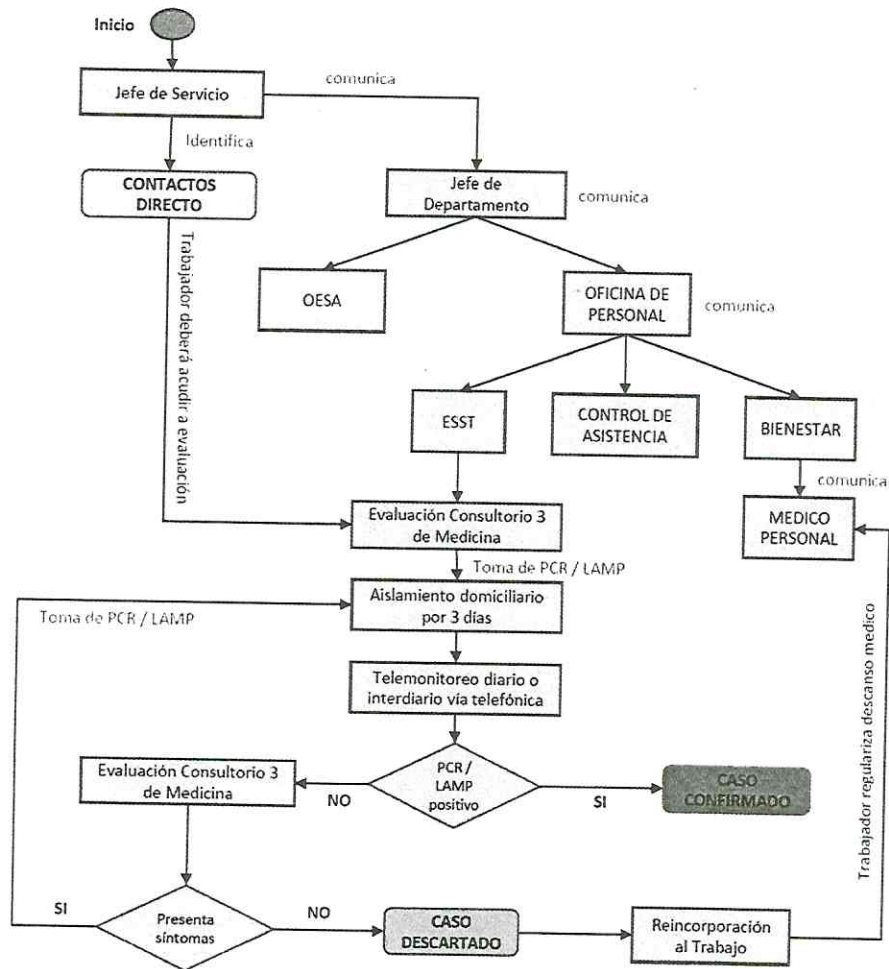 Inicio
Jefe de Servicio
comunica
Identifica
CONTACTOS
DIRECTO
Jefe de
Departamento
comunica
OESA
OFICINA DE
PERSONAL
comunica
Trabajador deberá acudir a evaluación
ESST
CONTROL DE
ASISTENCIA
BIENESTAR
comunica
Evaluación Consultorio 3
de Medicina
MEDICO
PERSONAL
Toma de PCR / LAMP
Toma de PCR / LAMP
Aislamiento domiciliario
por 3 días
Telemonitoreo diario o
interdiario vía telefónica
Evaluación Consultorio 3
de Medicina
NO
PCR /
LAMP
positivo
SI
CASO
CONFIRMADO
Trabajador regulariza descanso medico
SI
Presenta
síntomas
NO
CASO
DESCARTADO
Reincorporación
al Trabajo